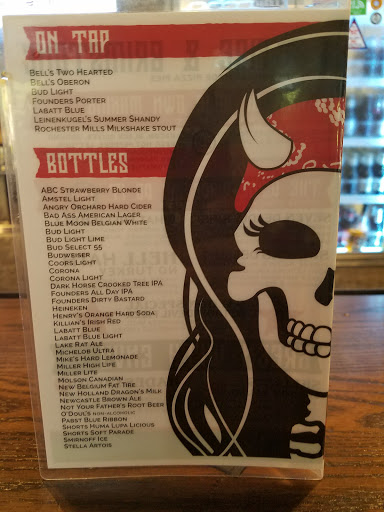 ON TAP
BELL'S TWO HEARTED
BELL'S OBERON
BUD LIGHT
FOUNDERS PORTER
LABATT BLUE
LEINENKUGEL'S SUMMER SHANDY
ROCHESTER MILLS MILKSHAKE STOUT
BOTTLES
ABC STRAWBERRY BLONDE
AMSTEL LIGHT
ANGRY ORCHARD HARD CIDER
BAD ASS AMERICAN LAGER
BLUE MOON BELGIAN WHITE
BUD LIGHT
BUD LIGHT LIME
BUD SELECT 55
BUDWEISER
COORS LIGHT
CORONA
CORONA LIGHT
DARK HORSE CROOKED TREE IPA
FOUNDERS ALL DAY IPA
FOUNDERS DIRTY BASTARD
HEINEKEN
HENRY'S ORANGE HARD SODA
KILLIAN'S IRISH RED
LABATT BLUE
LABATT BLUE LIGHT
LAKE RAT ALE
MICHELOB ULTRA
MIKE'S HARD LEMONADE
MILLER HIGH LIFE
MILLER LITE
MOLSON CANADIAN
NEW BELGIUM FAT TIRE
NEW HOLLAND DRAGON'S MILK
NEWCASTLE BROWN ALE
NOT YOUR FATHER'S ROOT BEER
O'DOUL'S NON-ALCOHOLIC
PABST BLUE RIBBON
SHORTS HUMA LUPA LICIOUS
SHORTS SOFT PARADE
SMIRNOFF ICE
STELLA ARTOIS